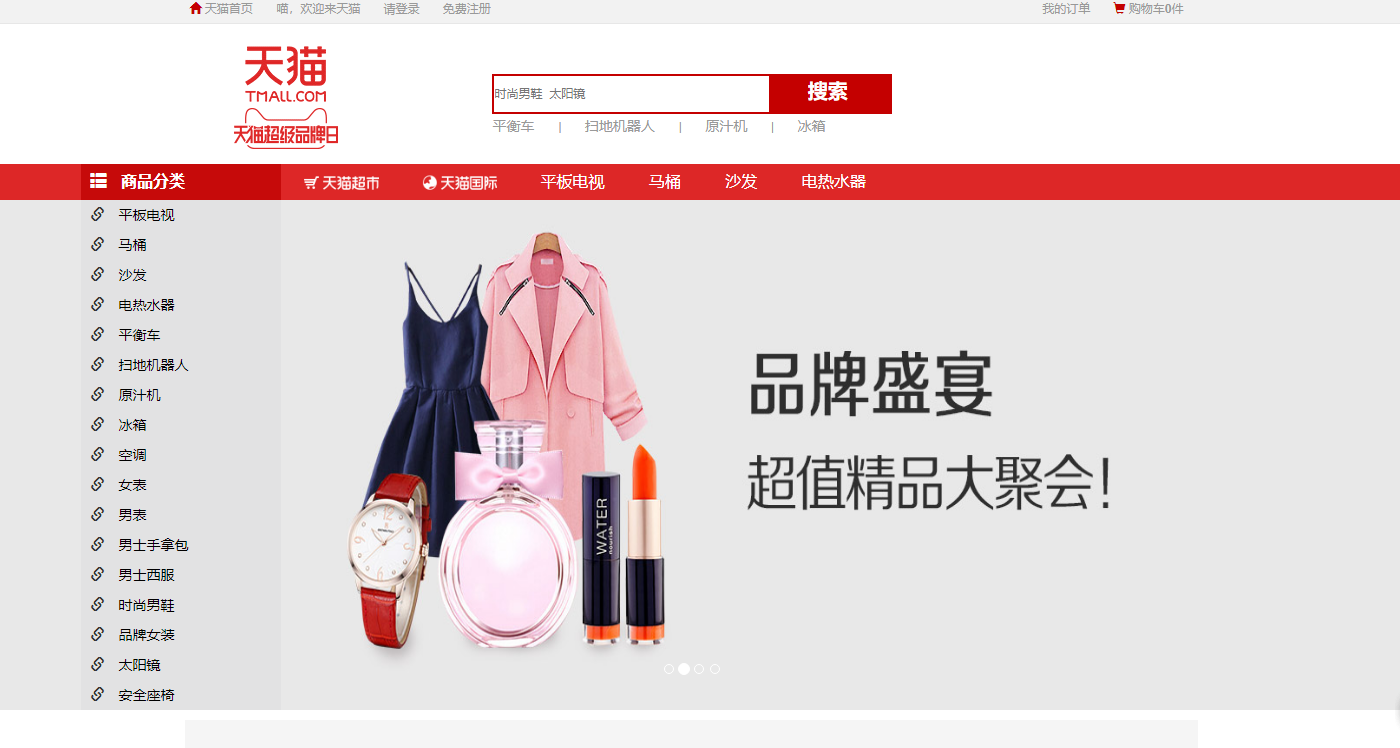 天猫首页 喵，欢迎来天猫 请登录 免费注册 我的订单 购物车0件
天猫
TMALL.COM
天猫超级品牌日
时尚男鞋 太阳镜 搜索
平衡车 | 扫地机器人 | 原汁机 | 冰箱
商品分类 天猫超市 天猫国际 平板电视 马桶 沙发 电热水器
平板电视
马桶
沙发
电热水器
平衡车
扫地机器人
原汁机
冰箱
空调
女表
男表
男士手拿包
男士西服
时尚男鞋
品牌女装
太阳镜
安全座椅
品牌盛宴
超值精品大聚会！
WATER
nourish